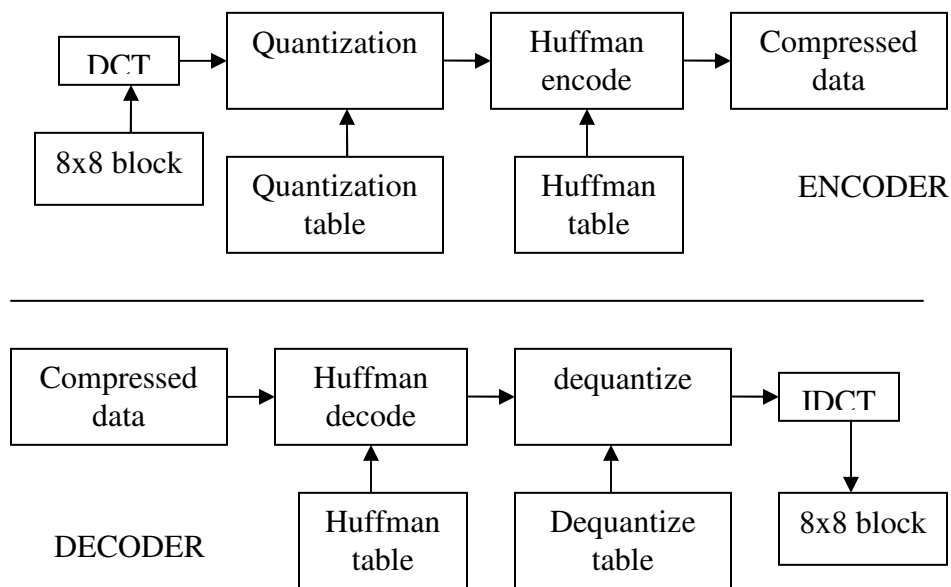 DCT
Quantization
Huffman
encode
Compressed
data
8x8 block
Quantization
table
Huffman
table
ENCODER
Compressed
data
Huffman
decode
dequantize
IDCT
DECODER
Huffman
table
Dequantize
table
8x8 block